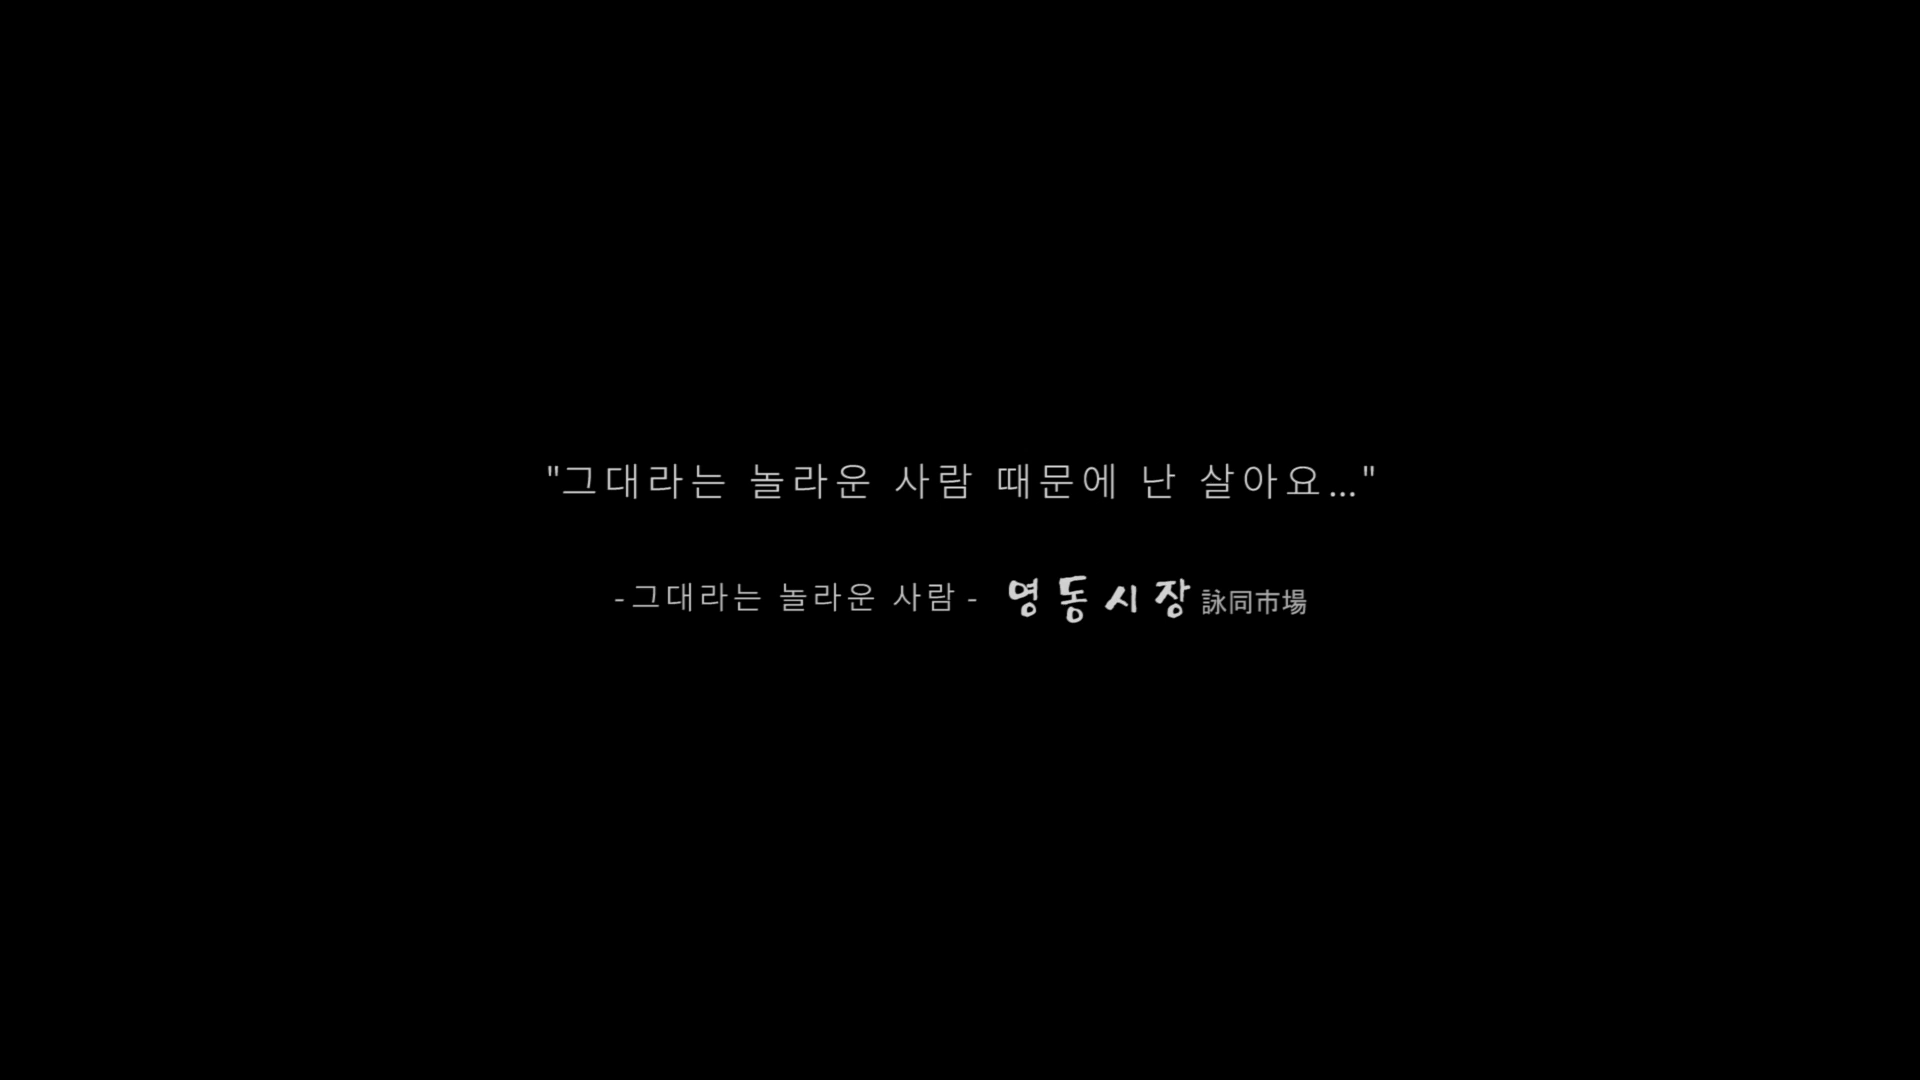 "그대라는 놀라운 사람 때문에 난 살아요..."
-그대라는 놀라운 사람- 영동시장 詠同市場